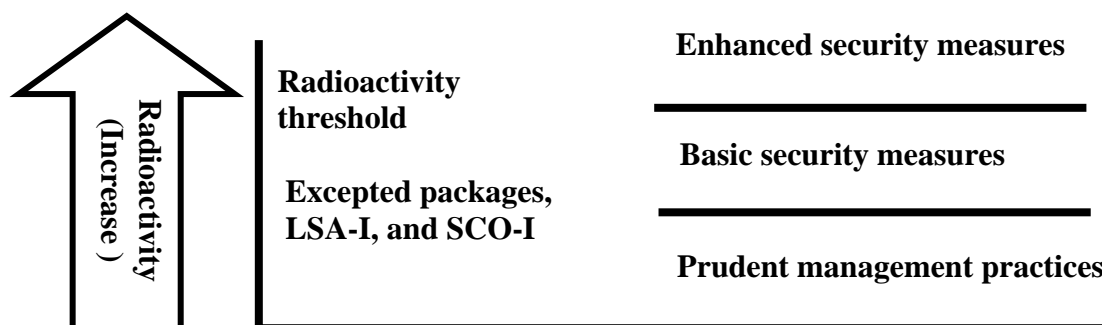 Radioactivity
(Increase )
Radioactivity
threshold
Excepted packages,
LSA-I, and SCO-I
Enhanced security measures
Basic security measures
Prudent management practices